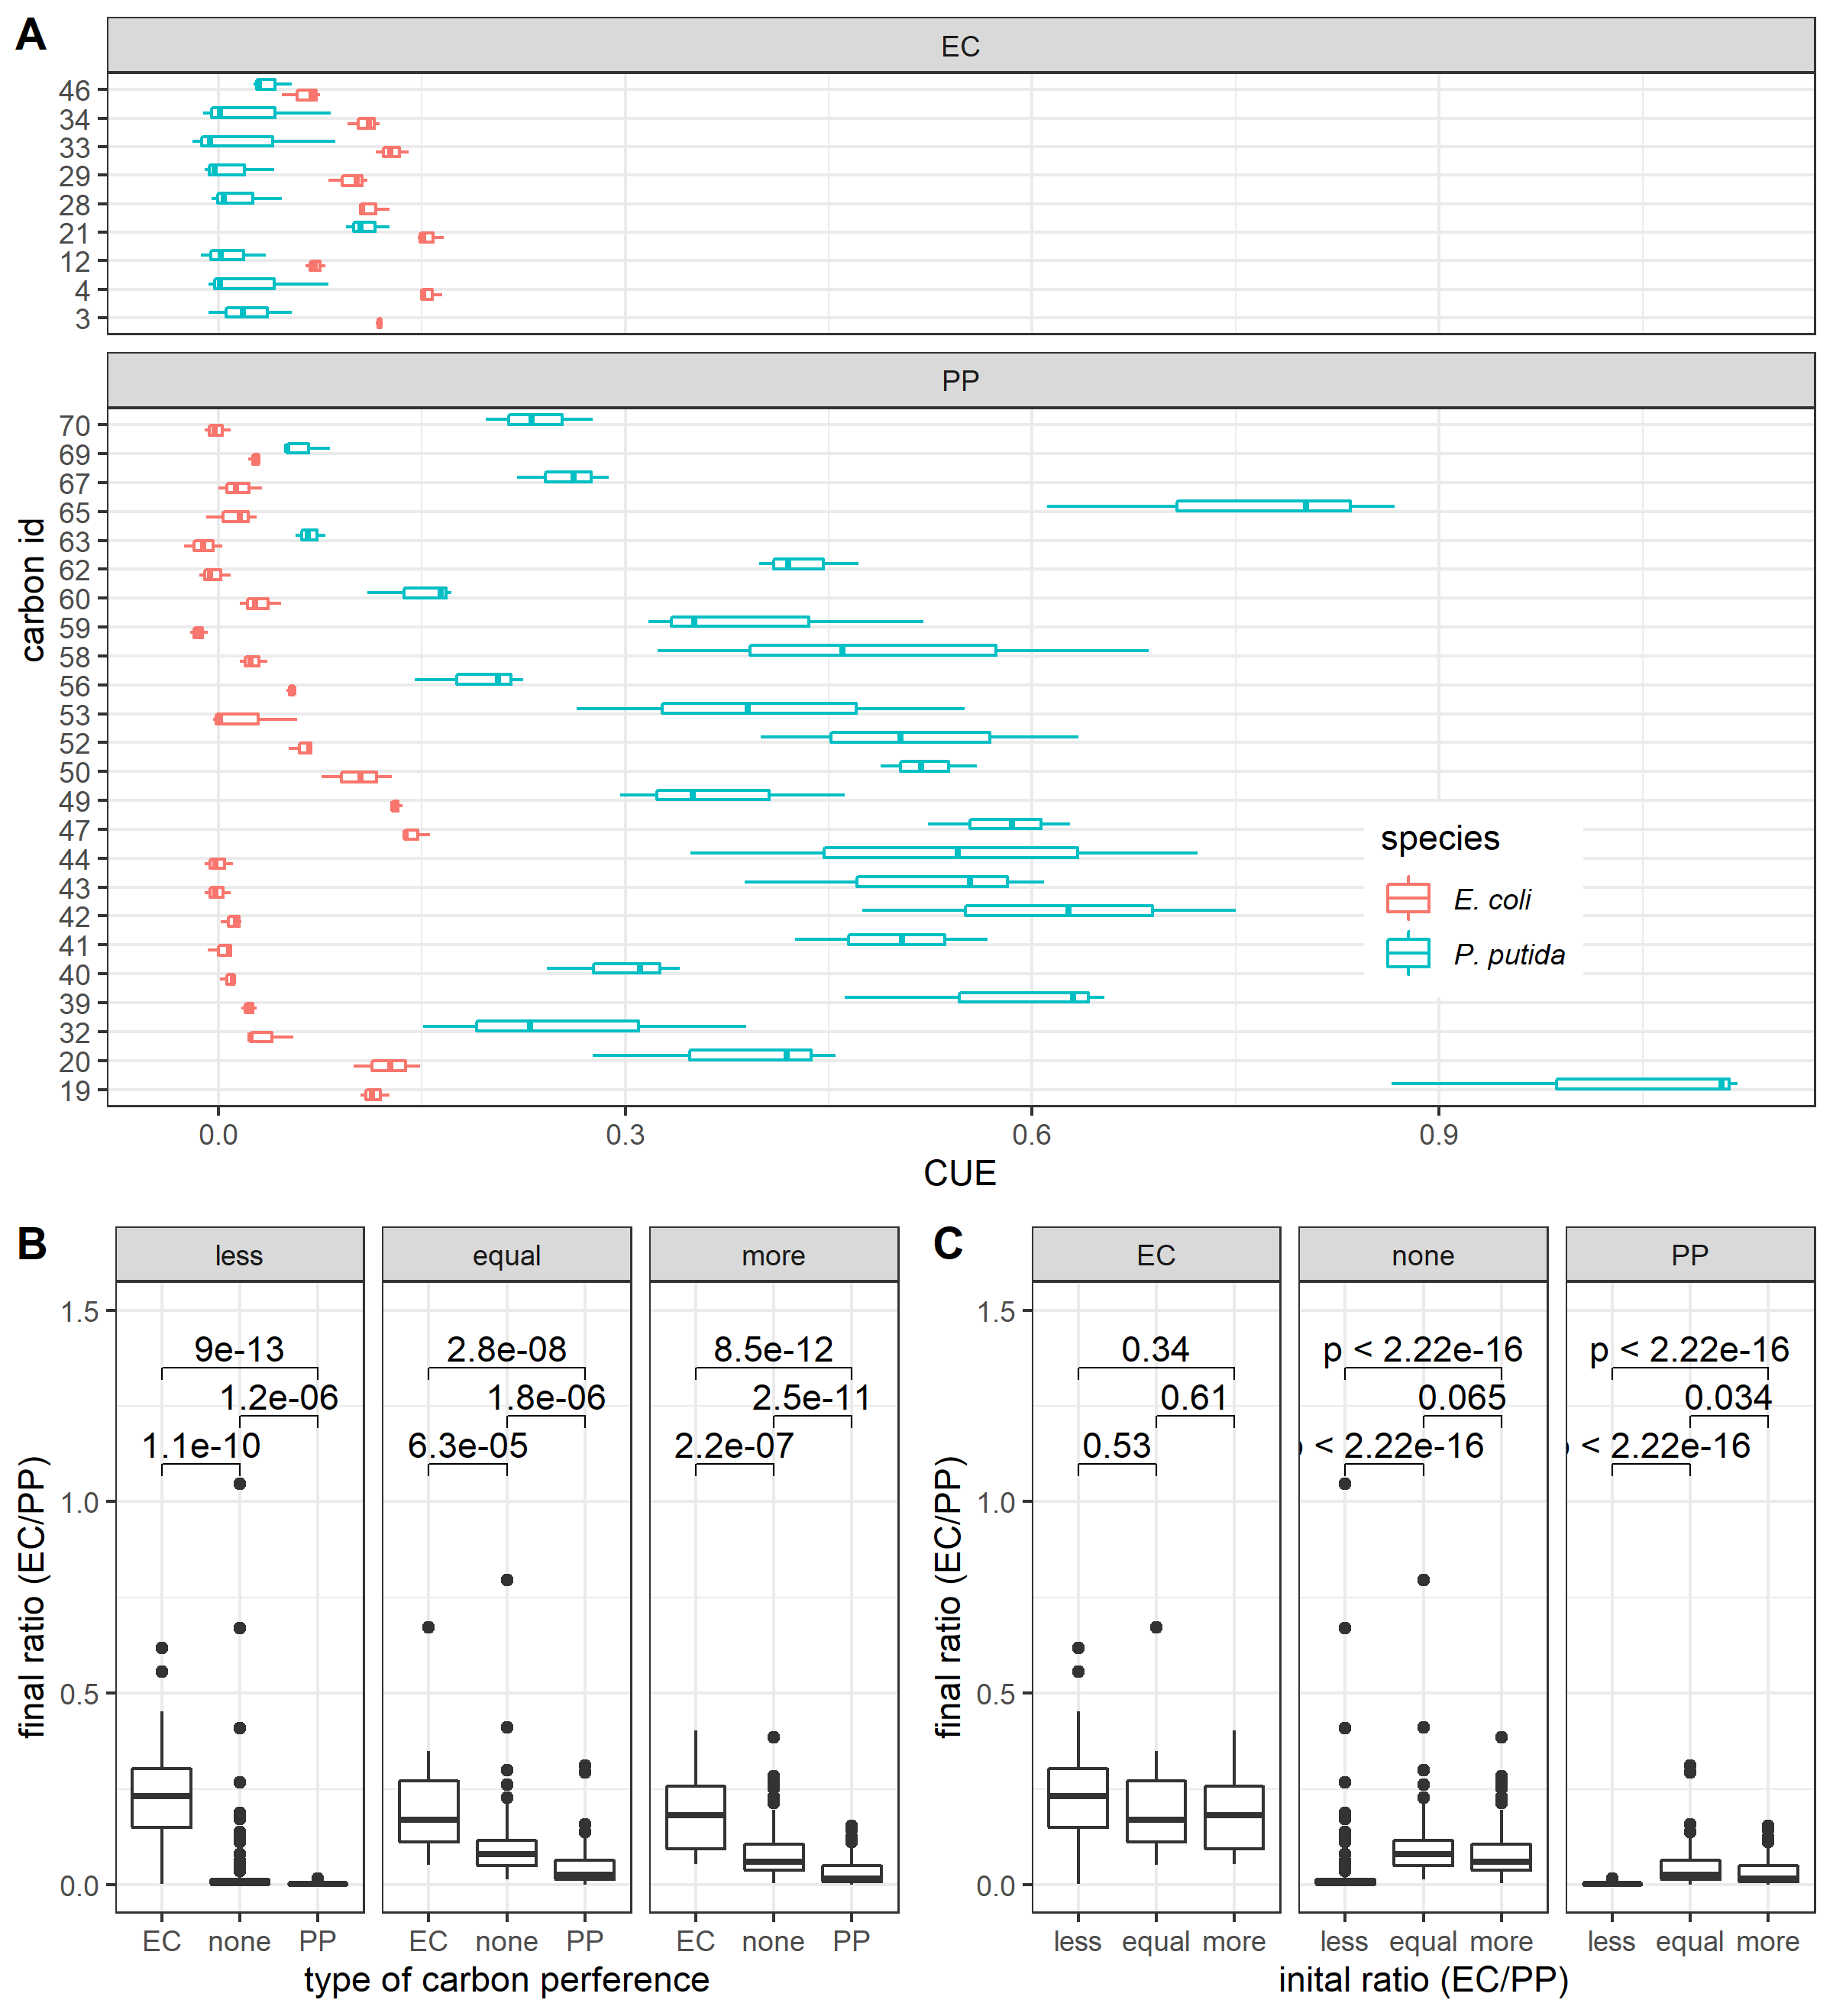 A
EC
46
34
33
29
28
21
12
4
3
PP
70
69
67
65
63
62
60
59
58
56
53
52
50
49
47
44
43
42
41
40
39
32
20
19
carbon id
species
E. coli
P. putida
0.0 0.3 0.6 0.9
CUE
B
less equal more
1.5
1.0
0.5
0.0
final ratio (EC/PP)
9e-13
1.2e-06
1.1e-10
2.8e-08
1.8e-06
6.3e-05
8.5e-12
2.5e-11
2.2e-07
EC none PP EC none PP EC none PP
type of carbon perference
C
EC none PP
1.5
1.0
0.5
0.0
final ratio (EC/PP)
0.34
0.61
0.53
p < 2.22e-16
0.065
< 2.22e-16
p < 2.22e-16
0.034
< 2.22e-16
less equal more less equal more less equal more
inital ratio (EC/PP)